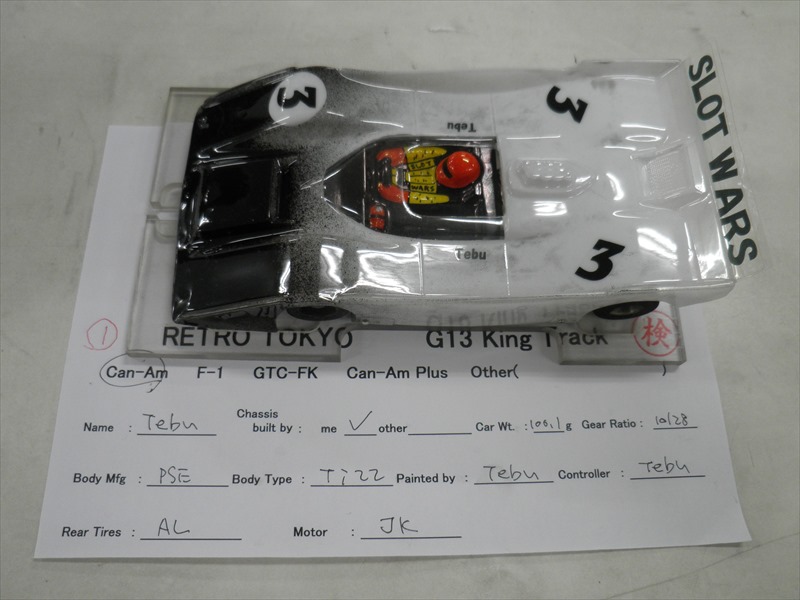 3
3
3
Tebu
Tebu
SLOT
WARS
SLOT WARS
① RETRO TOKYO G13 King Track 検
Can-Am F-1 GTC-FK Can-Am Plus Other( )
Name : Tebu Chassis built by : me ✓ other Car Wt. : 100.1 g Gear Ratio : 10/28
Body Mfg : PSE Body Type : Ti22 Painted by : Tebu Controller : Tebu
Rear Tires : AL Motor : JK